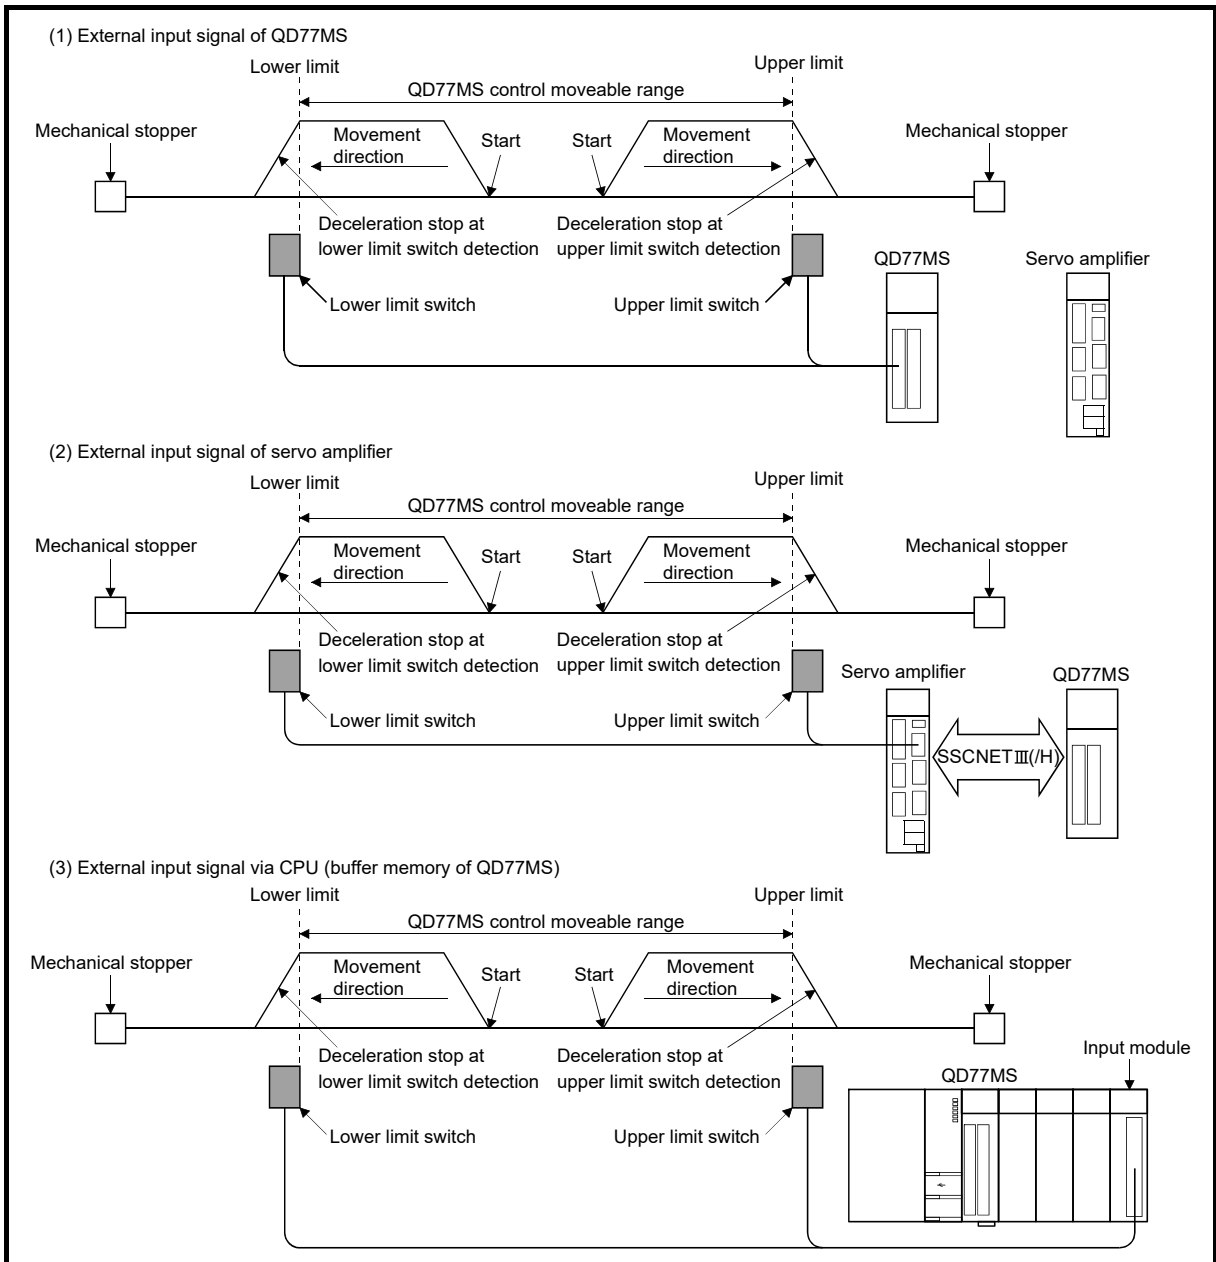 (1) External input signal of QD77MS
Lower limit
Upper limit
QD77MS control moveable range
Mechanical stopper
Movement
direction
Start
Start
Movement
direction
Mechanical stopper
Deceleration stop at
lower limit switch detection
Deceleration stop at
upper limit switch detection
QD77MS
Servo amplifier
Lower limit switch
Upper limit switch
(2) External input signal of servo amplifier
Lower limit
Upper limit
QD77MS control moveable range
Mechanical stopper
Movement
direction
Start
Start
Movement
direction
Mechanical stopper
Deceleration stop at
lower limit switch detection
Deceleration stop at
upper limit switch detection
Servo amplifier
QD77MS
Lower limit switch
Upper limit switch
SSCNETⅢ(/H)
(3) External input signal via CPU (buffer memory of QD77MS)
Lower limit
Upper limit
QD77MS control moveable range
Mechanical stopper
Movement
direction
Start
Start
Movement
direction
Mechanical stopper
Deceleration stop at
lower limit switch detection
Deceleration stop at
upper limit switch detection
Input module
QD77MS
Lower limit switch
Upper limit switch